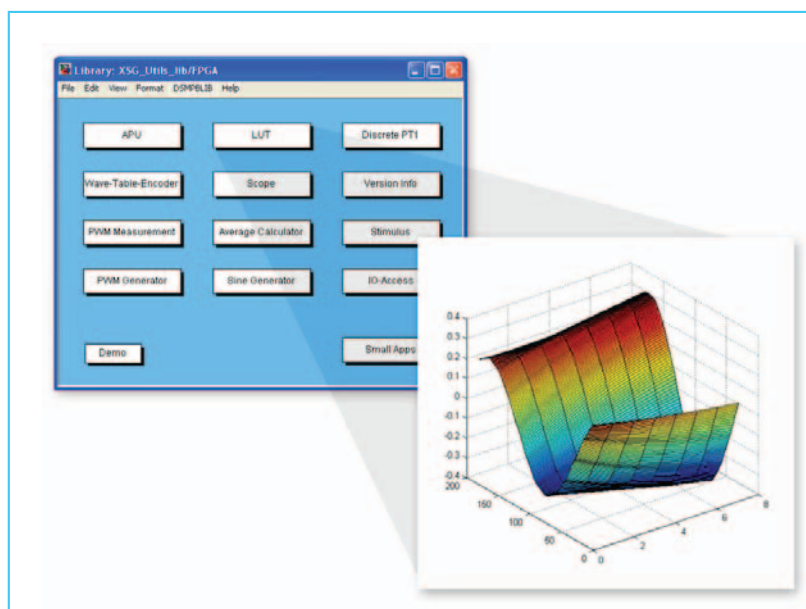 Library: XSG_Utils_lib/FPGA
File Edit View Format DSMPBLIB Help
APU LUT Discrete PT1
Wave-Table-Encoder Scope Version Info
PWM Measurement Average Calculator Stimulus
PWM Generator Sine Generator IO-Access
Demo Small Apps
0.4
0.3
0.2
0.1
0
-0.1
-0.2
-0.3
-0.4
200
150
100
50
0
0
2
4
6
8